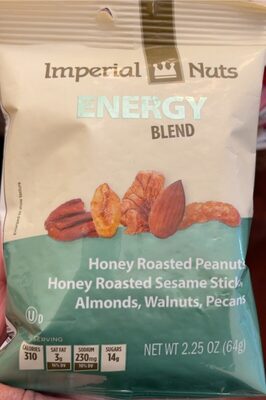 Imperial Nuts
ENERGY
BLEND
Honey Roasted Peanuts
Honey Roasted Sesame Sticks,
Almonds, Walnuts, Pecans
U D
SERVING
CALORIES 310
SAT FAT 3g
SODIUM 230mg
SUGARS 14g
NET WT 2.25 OZ (64g)